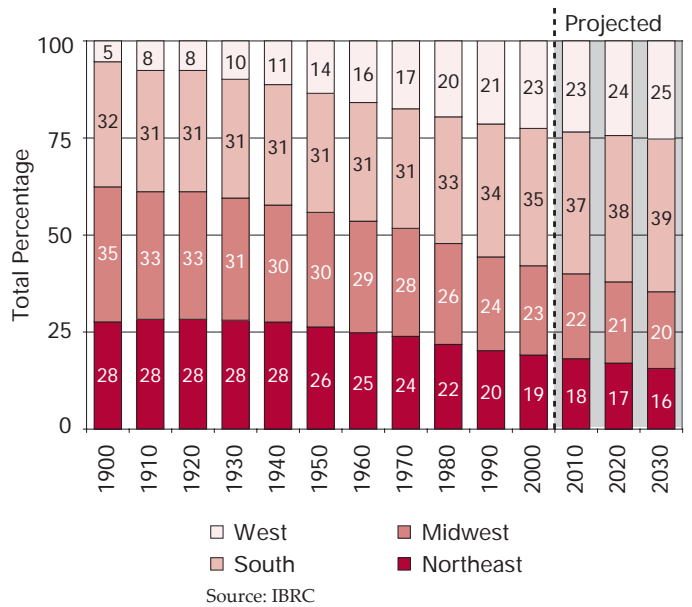 Projected
Total Percentage
100
75
50
25
0
5 8 8 10 11 14 16 17 20 21 23 23 24 25
32 31 31 31 31 31 31 31 33 34 35 37 38 39
35 33 33 31 30 30 29 28 26 24 23 22 21 20
28 28 28 28 28 26 25 24 22 20 19 18 17 16
1900 1910 1920 1930 1940 1950 1960 1970 1980 1990 2000 2010 2020 2030
West Midwest
South Northeast
Source: IBRC